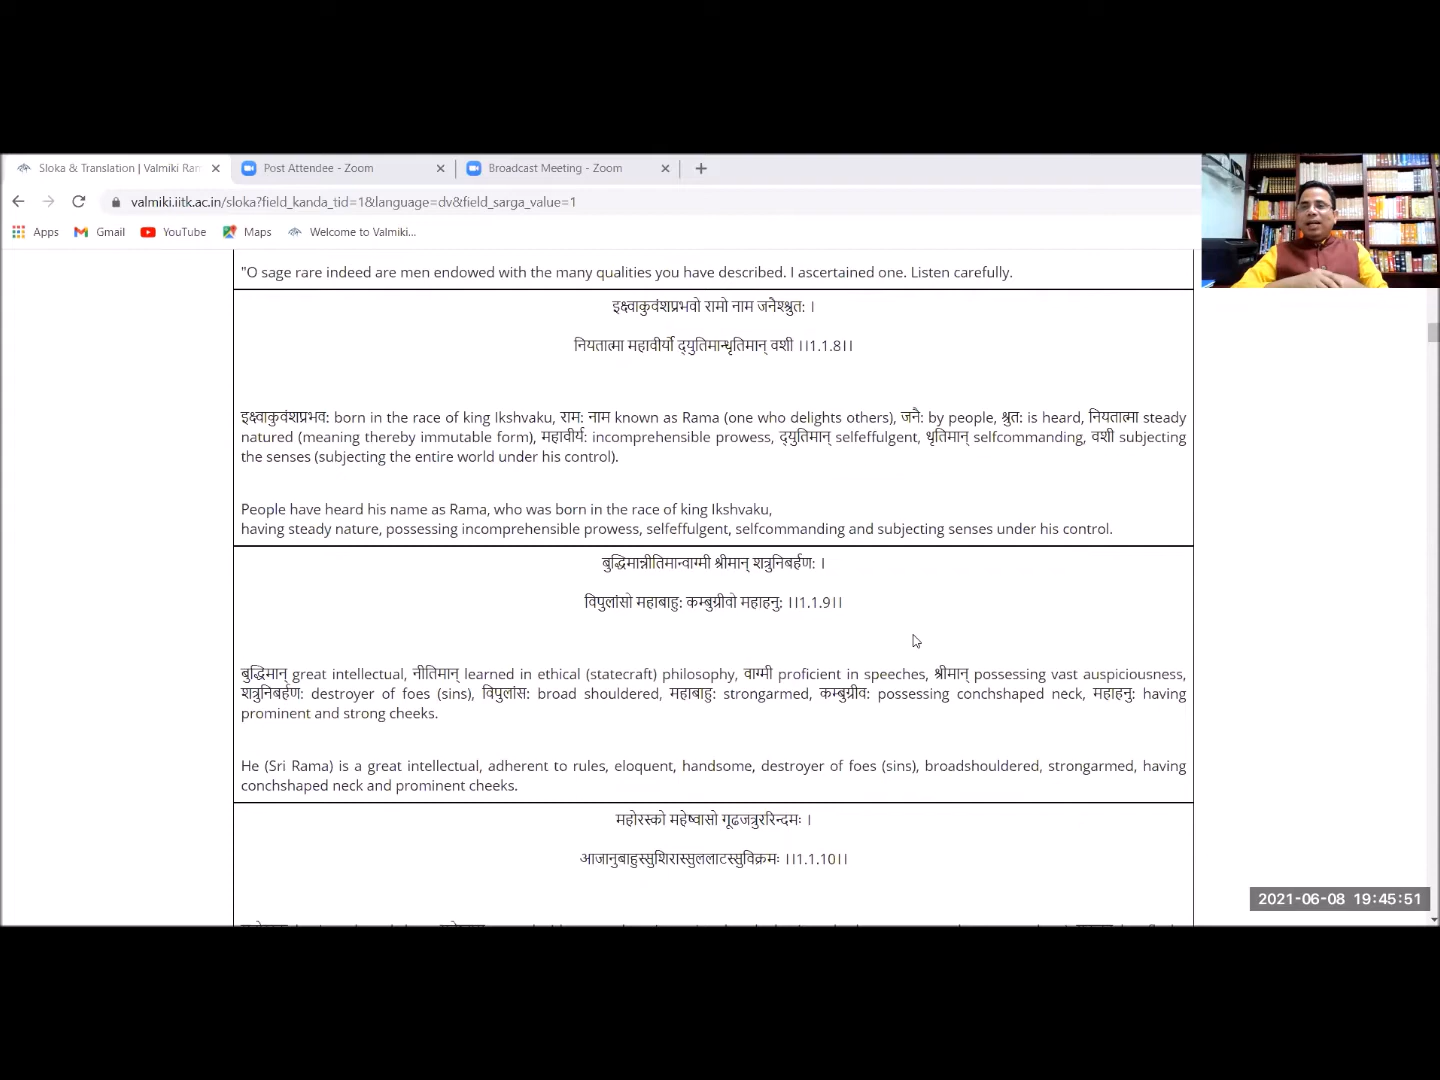 Sloka & Translation | Valmiki Ran
Post Attendee - Zoom
Broadcast Meeting - Zoom
valmiki.iitk.ac.in/sloka?field_kanda_tid=1&language=dv&field_sarga_value=1
Apps Gmail YouTube Maps Welcome to Valmiki...
"O sage rare indeed are men endowed with the many qualities you have described. I ascertained one. Listen carefully.
इक्ष्वाकुवंशप्रभवो रामो नाम जनैश्श्रुत: ।
नियतात्मा महावीर्यो द्युतिमान्धृतिमान् वशी ।।1.1.8।।
इक्ष्वाकुवंशप्रभव: born in the race of king Ikshvaku, राम: नाम known as Rama (one who delights others), जनै: by people, श्रुत: is heard, नियतात्मा steady
natured (meaning thereby immutable form), महावीर्य: incomprehensible prowess, द्युतिमान् selfeffulgent, धृतिमान् selfcommanding, वशी subjecting
the senses (subjecting the entire world under his control).
People have heard his name as Rama, who was born in the race of king Ikshvaku,
having steady nature, possessing incomprehensible prowess, selfeffulgent, selfcommanding and subjecting senses under his control.
बुद्धिमान्नीतिमान्वाग्मी श्रीमान् शत्रुनिबर्हण: ।
विपुलांसो महाबाहु: कम्बुग्रीवो महाहनु: ।।1.1.9।।
बुद्धिमान् great intellectual, नीतिमान् learned in ethical (statecraft) philosophy, वाग्मी proficient in speeches, श्रीमान् possessing vast auspiciousness,
शत्रुनिबर्हण: destroyer of foes (sins), विपुलांस: broad shouldered, महाबाहु: strongarmed, कम्बुग्रीव: possessing conchshaped neck, महाहनु: having
prominent and strong cheeks.
He (Sri Rama) is a great intellectual, adherent to rules, eloquent, handsome, destroyer of foes (sins), broadshouldered, strongarmed, having
conchshaped neck and prominent cheeks.
महोरस्को महेष्वासो गूढजत्रुररिन्दमः ।
आजानुबाहुस्सुशिरास्सुललाटस्सुविक्रमः ।।1.1.10।।
2021-06-08 19:45:51